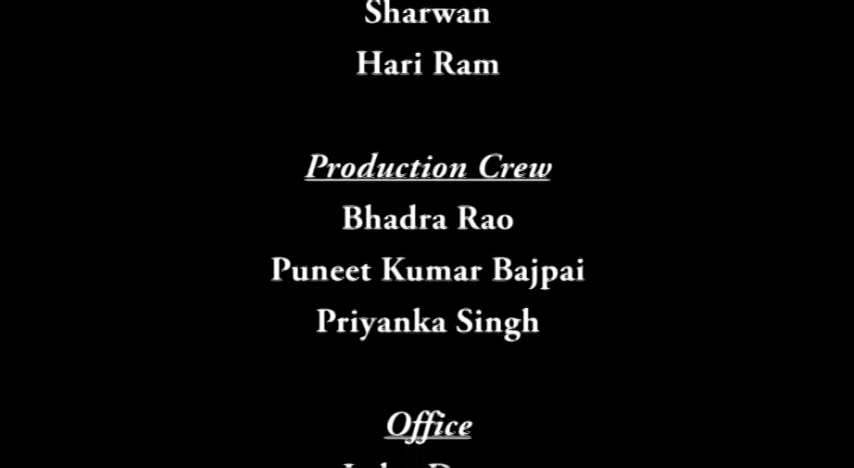 Sharwan
Hari Ram
Production Crew
Bhadra Rao
Puneet Kumar Bajpai
Priyanka Singh
Office